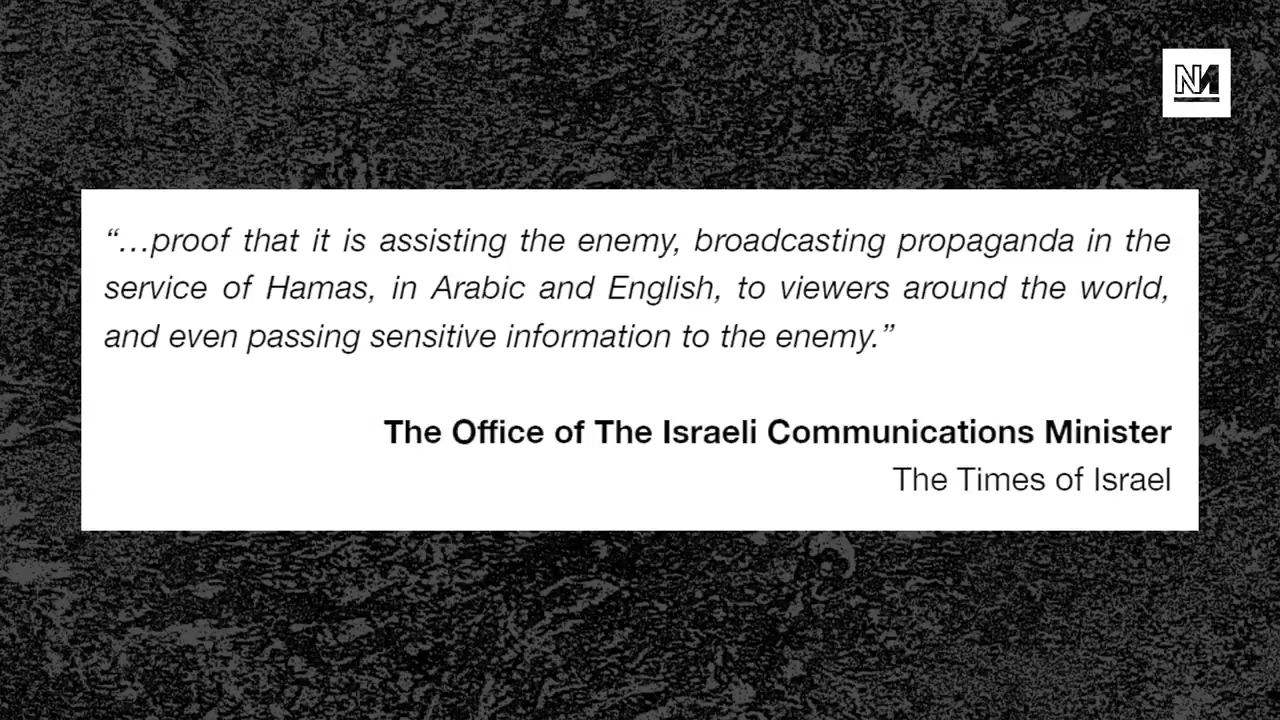 NM
“…proof that it is assisting the enemy, broadcasting propaganda in the
service of Hamas, in Arabic and English, to viewers around the world,
and even passing sensitive information to the enemy.”
The Office of The Israeli Communications Minister
The Times of Israel